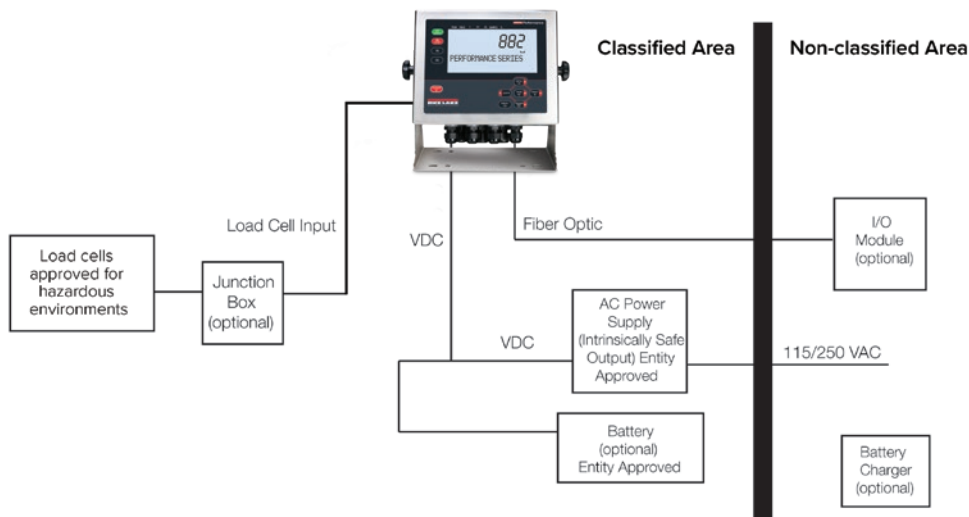 882
PERFORMANCE SERIES
RICE LAKE
Classified Area
Non-classified Area
Load Cell Input
VDC
Fiber Optic
I/O
Module
(optional)
Load cells
approved for
hazardous
environments
Junction
Box
(optional)
VDC
AC Power
Supply
(Intrinsically Safe
Output) Entity
Approved
115/250 VAC
Battery
(optional)
Entity Approved
Battery
Charger
(optional)